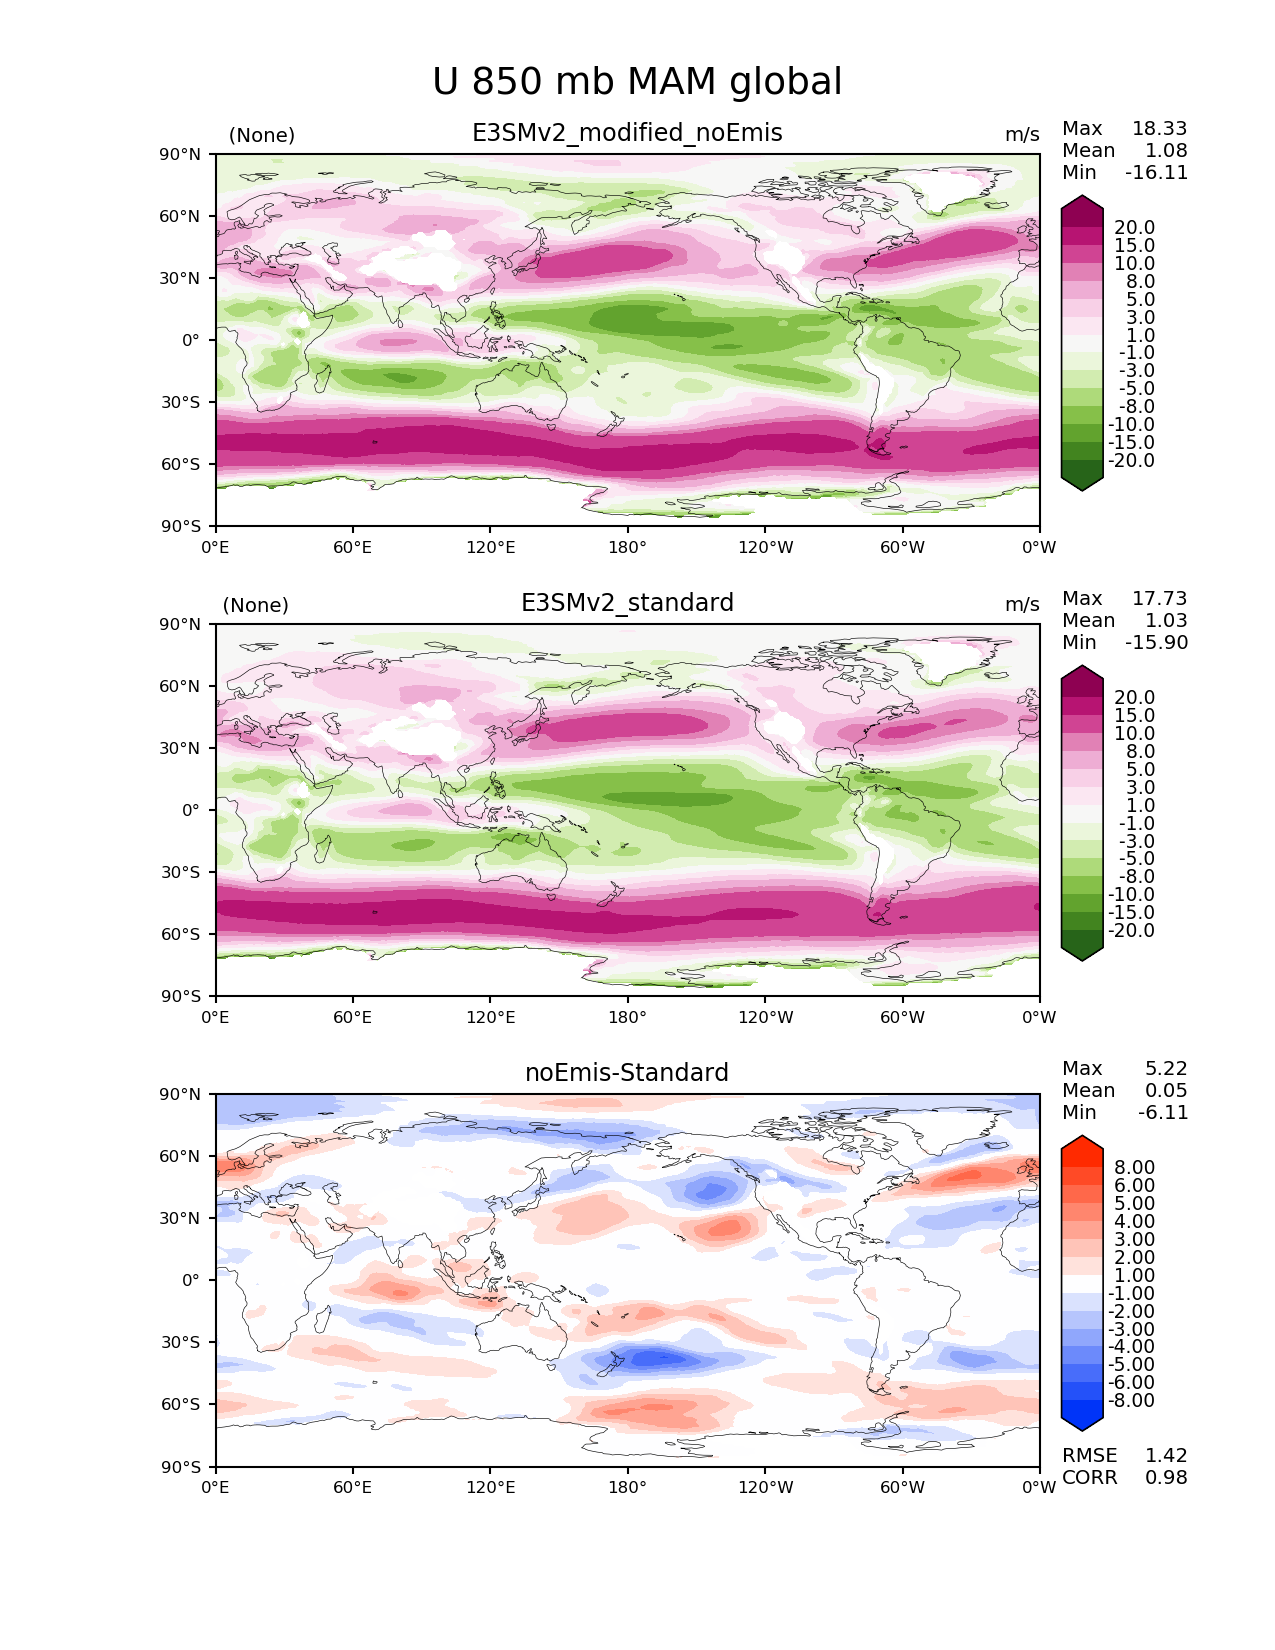 U 850 mb MAM global
(None) E3SMv2_modified_noEmis m/s
Max 18.33
Mean 1.08
Min -16.11
90°N
60°N
30°N
0°
30°S
60°S
90°S
0°E 60°E 120°E 180° 120°W 60°W 0°W
20.0
15.0
10.0
8.0
5.0
3.0
1.0
-1.0
-3.0
-5.0
-8.0
-10.0
-15.0
-20.0
(None) E3SMv2_standard m/s
Max 17.73
Mean 1.03
Min -15.90
90°N
60°N
30°N
0°
30°S
60°S
90°S
0°E 60°E 120°E 180° 120°W 60°W 0°W
20.0
15.0
10.0
8.0
5.0
3.0
1.0
-1.0
-3.0
-5.0
-8.0
-10.0
-15.0
-20.0
noEmis-Standard
Max 5.22
Mean 0.05
Min -6.11
90°N
60°N
30°N
0°
30°S
60°S
90°S
0°E 60°E 120°E 180° 120°W 60°W 0°W
8.00
6.00
5.00
4.00
3.00
2.00
1.00
-1.00
-2.00
-3.00
-4.00
-5.00
-6.00
-8.00
RMSE 1.42
CORR 0.98